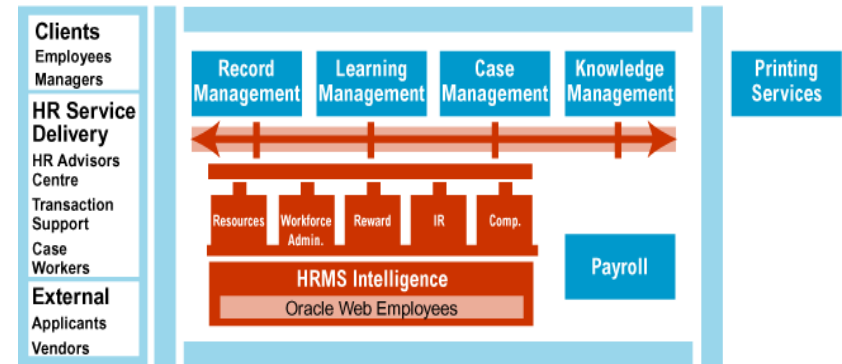 Clients
Employees
Managers
HR Service
Delivery
HR Advisors
Centre
Transaction
Support
Case
Workers
External
Applicants
Vendors
Record
Management
Learning
Management
Case
Management
Knowledge
Management
Printing
Services
Resources
Workforce
Admin.
Reward
IR
Comp.
HRMS Intelligence
Oracle Web Employees
Payroll